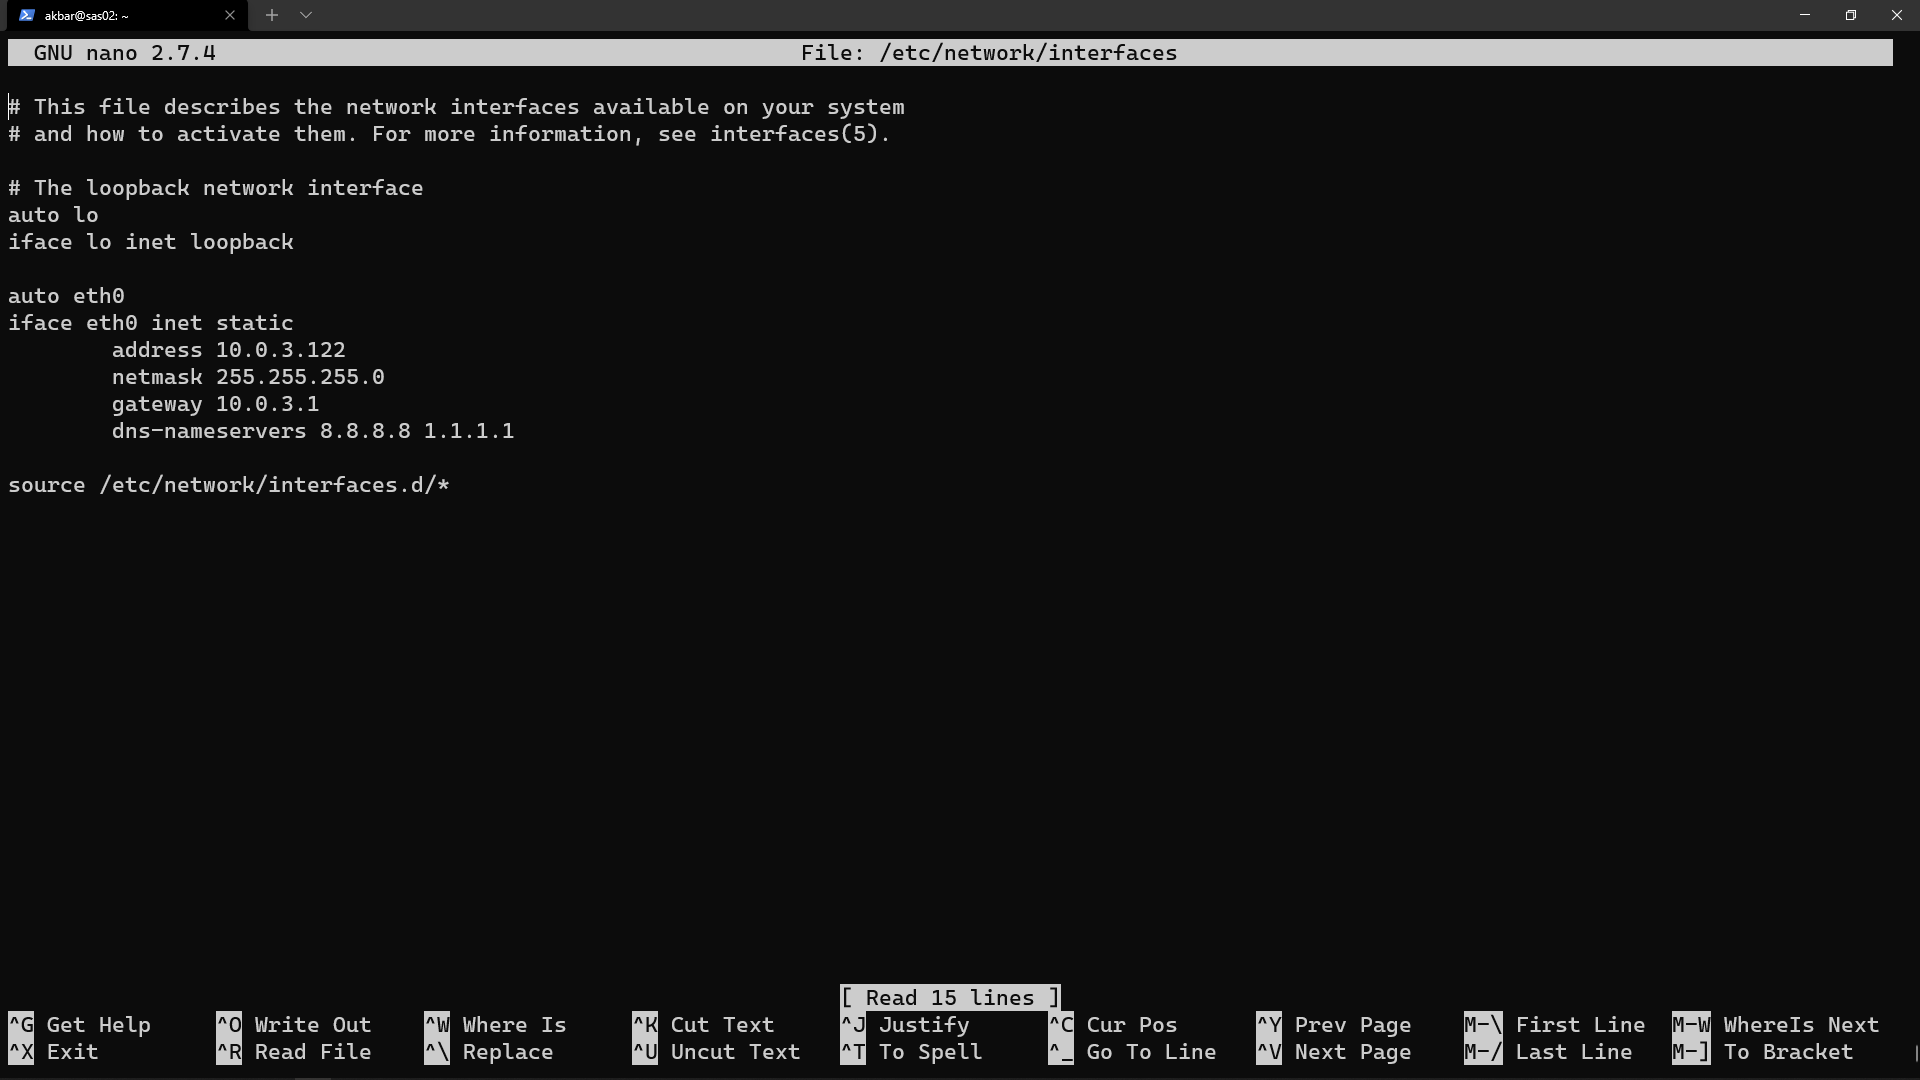 akbar@sas02: ~
GNU nano 2.7.4 File: /etc/network/interfaces
# This file describes the network interfaces available on your system
# and how to activate them. For more information, see interfaces(5).
# The loopback network interface
auto lo
iface lo inet loopback
auto eth0
iface eth0 inet static
address 10.0.3.122
netmask 255.255.255.0
gateway 10.0.3.1
dns-nameservers 8.8.8.8 1.1.1.1
source /etc/network/interfaces.d/*
[ Read 15 lines ]
^G Get Help ^O Write Out ^W Where Is ^K Cut Text ^J Justify ^C Cur Pos ^Y Prev Page M-\ First Line M-W WhereIs Next
^X Exit ^R Read File ^\ Replace ^U Uncut Text ^T To Spell ^_ Go To Line ^V Next Page M-/ Last Line M-] To Bracket